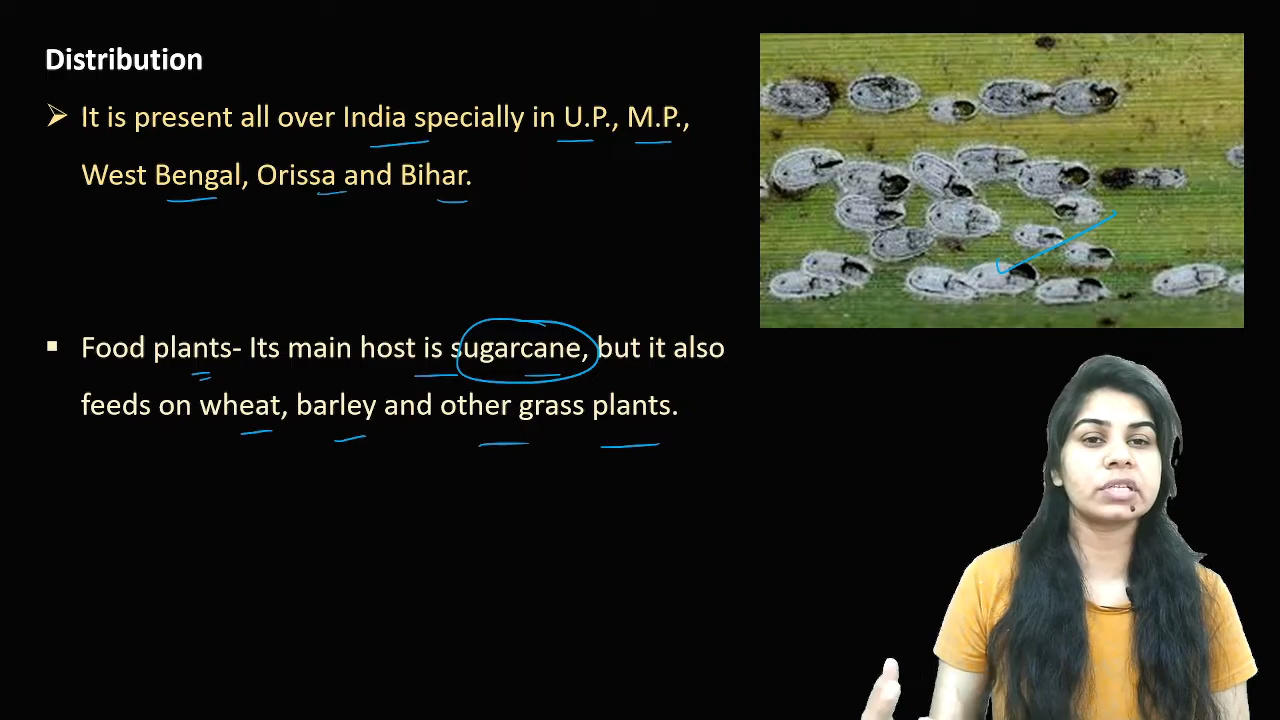 Distribution
➢ It is present all over India specially in U.P., M.P.,
West Bengal, Orissa and Bihar.
▪ Food plants- Its main host is sugarcane, but it also
feeds on wheat, barley and other grass plants.